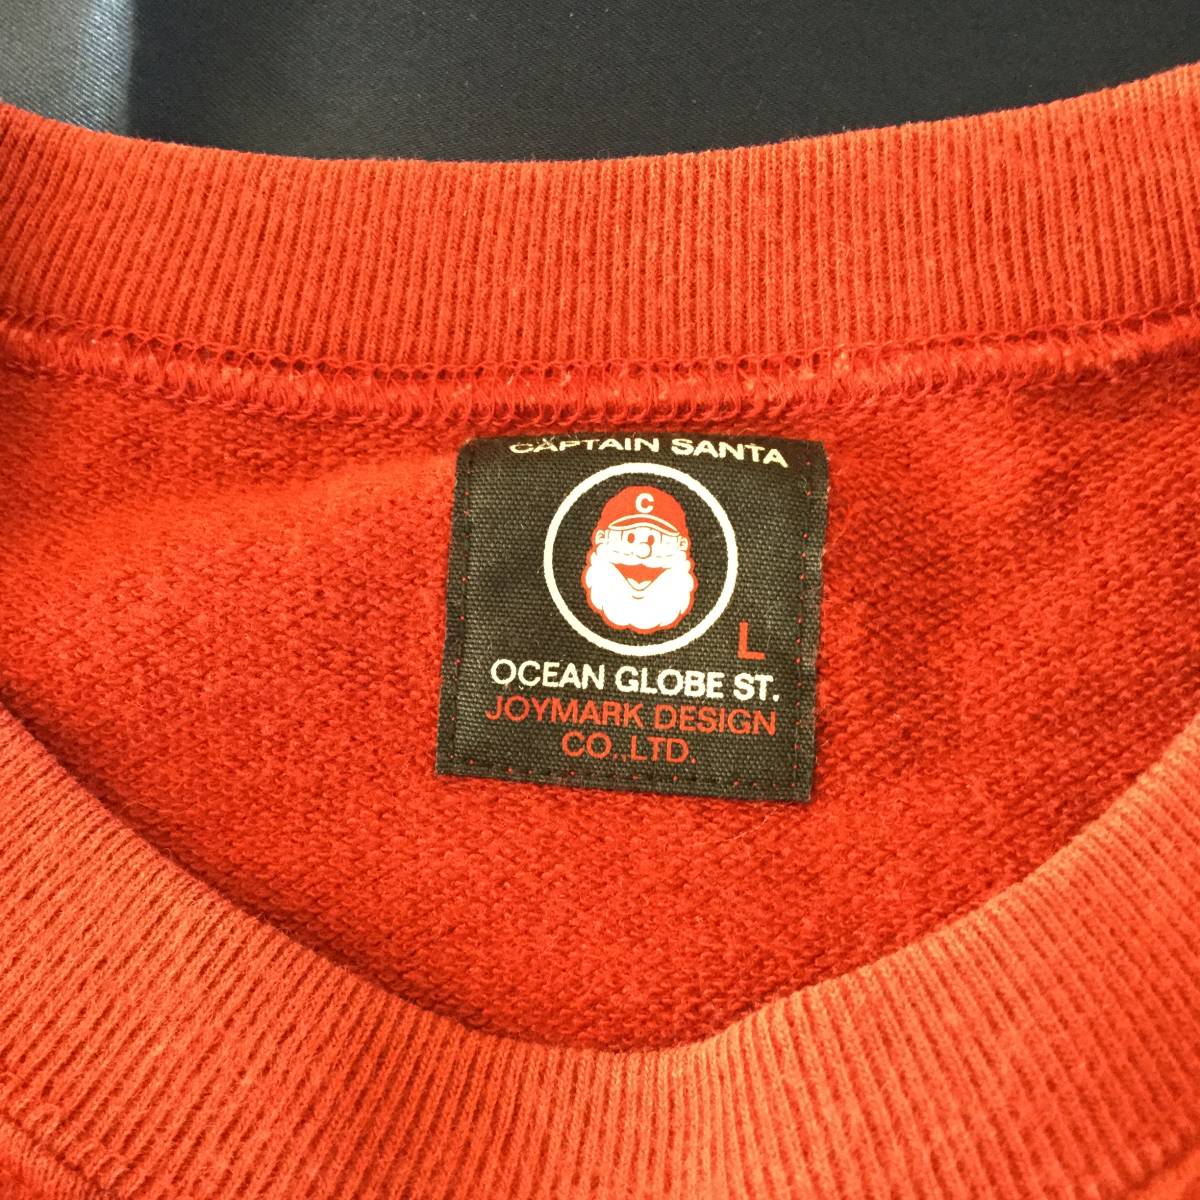 CAPTAIN SANTA
C
L
OCEAN GLOBE ST.
JOYMARK DESIGN
CO.,LTD.